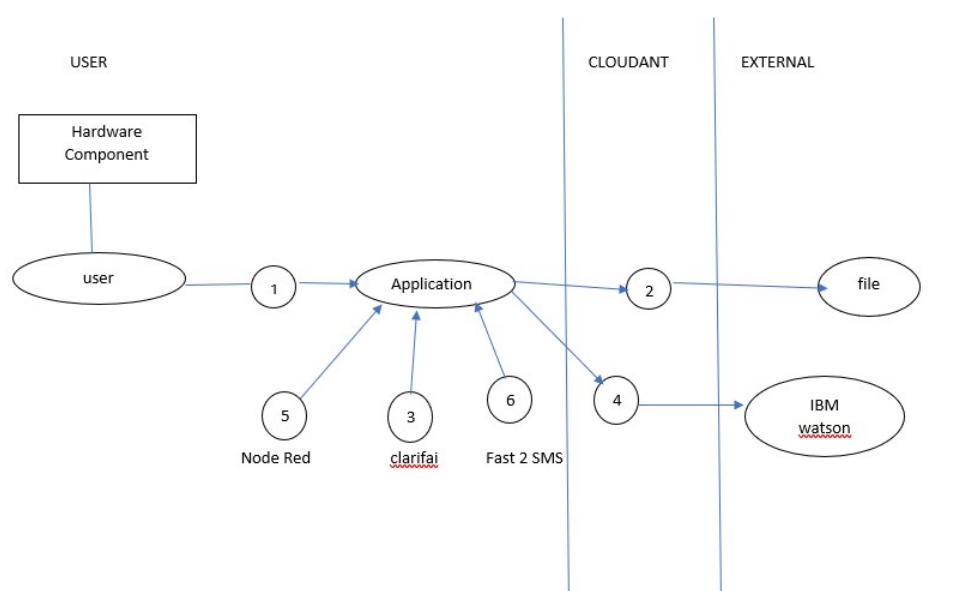 USER
CLOUDANT
EXTERNAL
Hardware
Component
user
1
Application
2
file
5
3
6
4
IBM
watson
Node Red
clarifai
Fast 2 SMS